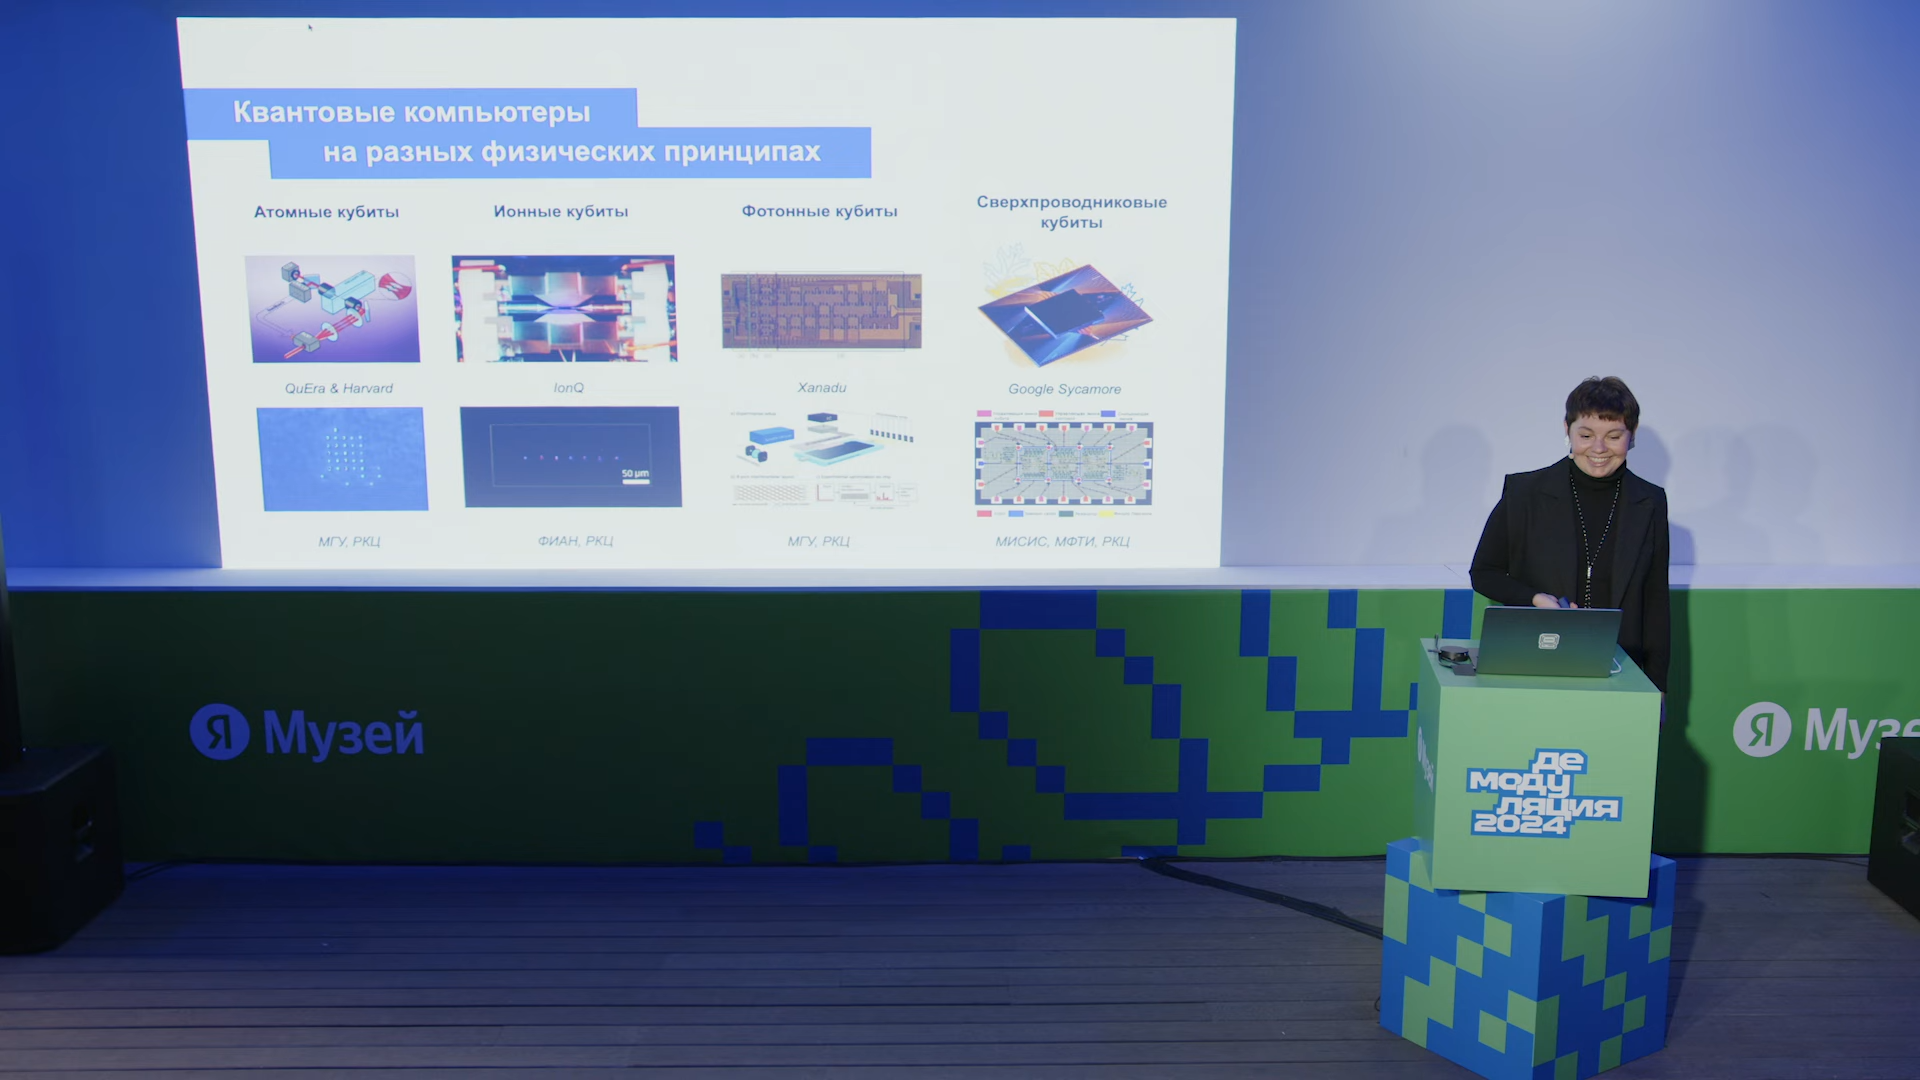 Квантовые компьютеры
на разных физических принципах
Атомные кубиты
Ионные кубиты
Фотонные кубиты
Сверхпроводниковые
кубиты
QuEra & Harvard
IonQ
Xanadu
Google Sycamore
50 μm
МГУ, РКЦ
ФИАН, РКЦ
МГУ, РКЦ
МИСИС, МФТИ, РКЦ
Я Музей
Я Музе
де
моду
ляция
2024